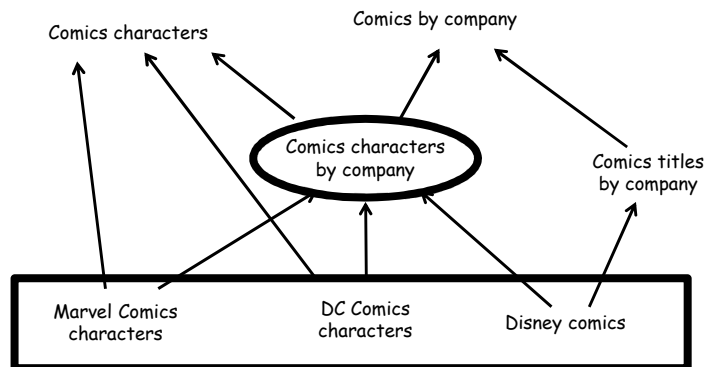 Comics characters
Comics by company
Comics characters
by company
Comics titles
by company
Marvel Comics
characters
DC Comics
characters
Disney comics